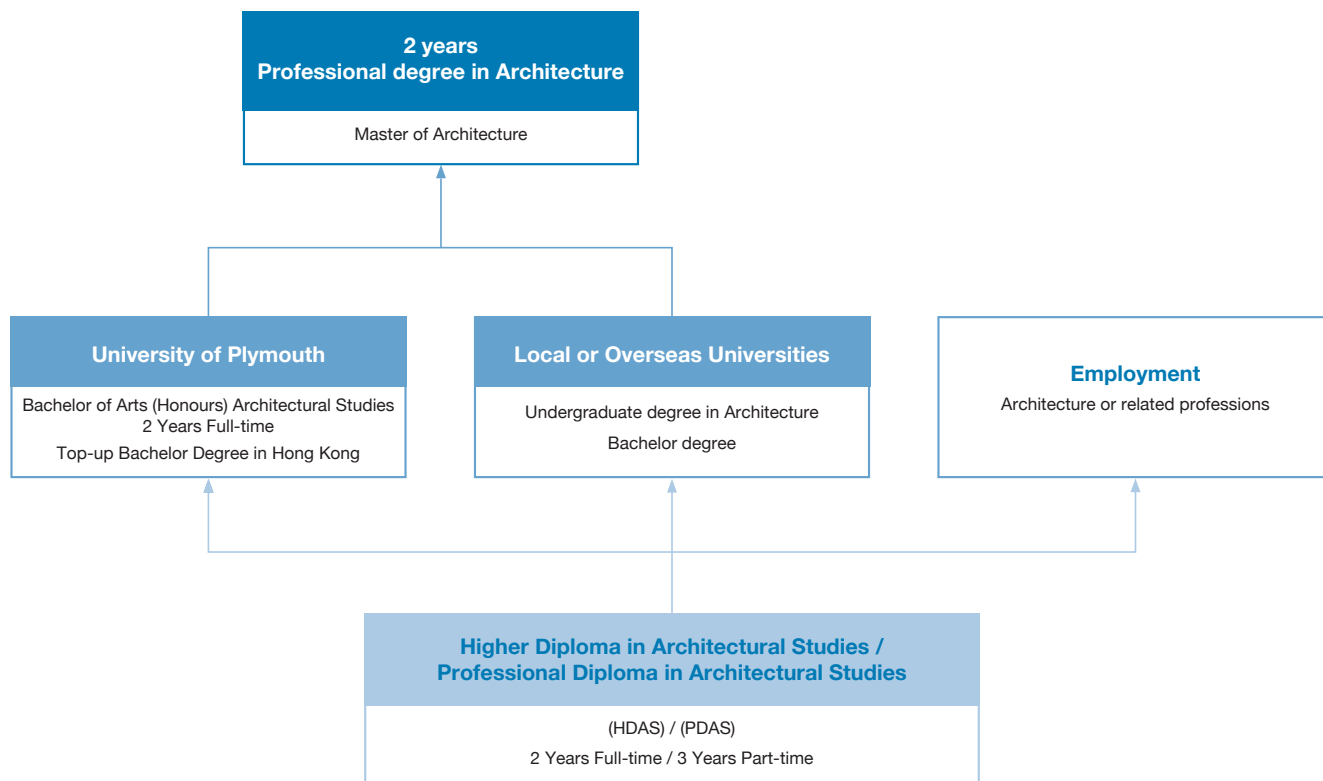 2 years
Professional degree in Architecture
Master of Architecture
University of Plymouth
Bachelor of Arts (Honours) Architectural Studies
2 Years Full-time
Top-up Bachelor Degree in Hong Kong
Local or Overseas Universities
Undergraduate degree in Architecture
Bachelor degree
Employment
Architecture or related professions
Higher Diploma in Architectural Studies /
Professional Diploma in Architectural Studies
(HDAS) / (PDAS)
2 Years Full-time / 3 Years Part-time